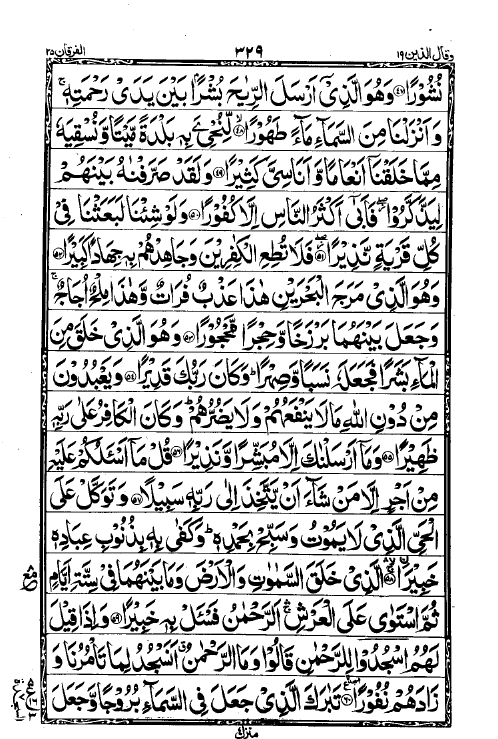 وقال الذين ١٩ ٣٢٩ الفرقان ٢٥
نُشُوْرًا ﴿٤٧﴾ وَهُوَ الَّذِیْۤ اَرْسَلَ الرِّیٰحَ بُشْرًۢا بَیْنَ یَدَیْ رَحْمَتِهٖ ۚ
وَ اَنْزَلْنَا مِنَ السَّمَآءِ مَآءً طَهُوْرًا ﴿٤٨﴾ لِّنُحْیِۦَ بِهٖ بَلْدَةً مَّیْتًا وَّ نُسْقِیَهٗ
مِمَّا خَلَقْنَاۤ اَنْعَامًا وَّ اَنَاسِیَّ كَثِیْرًا ﴿٤٩﴾ وَ لَقَدْ صَرَّفْنٰهُ بَیْنَهُمْ
لِیَذَّكَّرُوْا ۖؗ فَاَبٰۤی اَكْثَرُ النَّاسِ اِلَّا كُفُوْرًا ﴿٥٠﴾ وَ لَوْ شِئْنَا لَبَعَثْنَا فِیْ
كُلِّ قَرْیَةٍ نَّذِیْرًا ﴿٥١﴾ فَلَا تُطِعِ الْكٰفِرِیْنَ وَ جَاهِدْهُمْ بِهٖ جِهَادًا كَبِیْرًا ﴿٥٢﴾
وَهُوَ الَّذِیْ مَرَجَ الْبَحْرَیْنِ هٰذَا عَذْبٌ فُرَاتٌ وَّ هٰذَا مِلْحٌ اُجَاجٌ ۚ
وَ جَعَلَ بَیْنَهُمَا بَرْزَخًا وَّ حِجْرًا مَّحْجُوْرًا ﴿٥٣﴾ وَهُوَ الَّذِیْ خَلَقَ مِنَ
الْمَآءِ بَشَرًا فَجَعَلَهٗ نَسَبًا وَّ صِهْرًا ؕ وَ كَانَ رَبُّكَ قَدِیْرًا ﴿٥٤﴾ وَ یَعْبُدُوْنَ
مِنْ دُوْنِ اللّٰهِ مَا لَا یَنْفَعُهُمْ وَ لَا یَضُرُّهُمْ ؕ وَ كَانَ الْكَافِرُ عَلٰی رَبِّهٖ
ظَهِیْرًا ﴿٥٥﴾ وَ مَاۤ اَرْسَلْنٰكَ اِلَّا مُبَشِّرًا وَّ نَذِیْرًا ﴿٥٦﴾ قُلْ مَاۤ اَسْـَٔلُكُمْ عَلَیْهِ
مِنْ اَجْرٍ اِلَّا مَنْ شَآءَ اَنْ یَّتَّخِذَ اِلٰی رَبِّهٖ سَبِیْلًا ﴿٥٧﴾ وَ تَوَكَّلْ عَلَی
الْحَیِّ الَّذِیْ لَا یَمُوْتُ وَ سَبِّحْ بِحَمْدِهٖ ؕ وَ كَفٰی بِهٖ بِذُنُوْبِ عِبَادِهٖ
خَبِیْرَا ﴿٥٨﴾ ۚۛ الَّذِیْ خَلَقَ السَّمٰوٰتِ وَ الْاَرْضَ وَ مَا بَیْنَهُمَا فِیْ سِتَّةِ اَیَّامٍ
ثُمَّ اسْتَوٰی عَلَی الْعَرْشِ ۚۛ اَلرَّحْمٰنُ فَسْـَٔلْ بِهٖ خَبِیْرًا ﴿٥٩﴾ وَ اِذَا قِیْلَ
لَهُمُ اسْجُدُوْا لِلرَّحْمٰنِ قَالُوْا وَ مَا الرَّحْمٰنُ ۗ اَنَسْجُدُ لِمَا تَاْمُرُنَا وَ
زَادَهُمْ نُفُوْرًا ﴿٦٠﴾ تَبٰرَكَ الَّذِیْ جَعَلَ فِی السَّمَآءِ بُرُوْجًا وَّ جَعَلَ
منزل